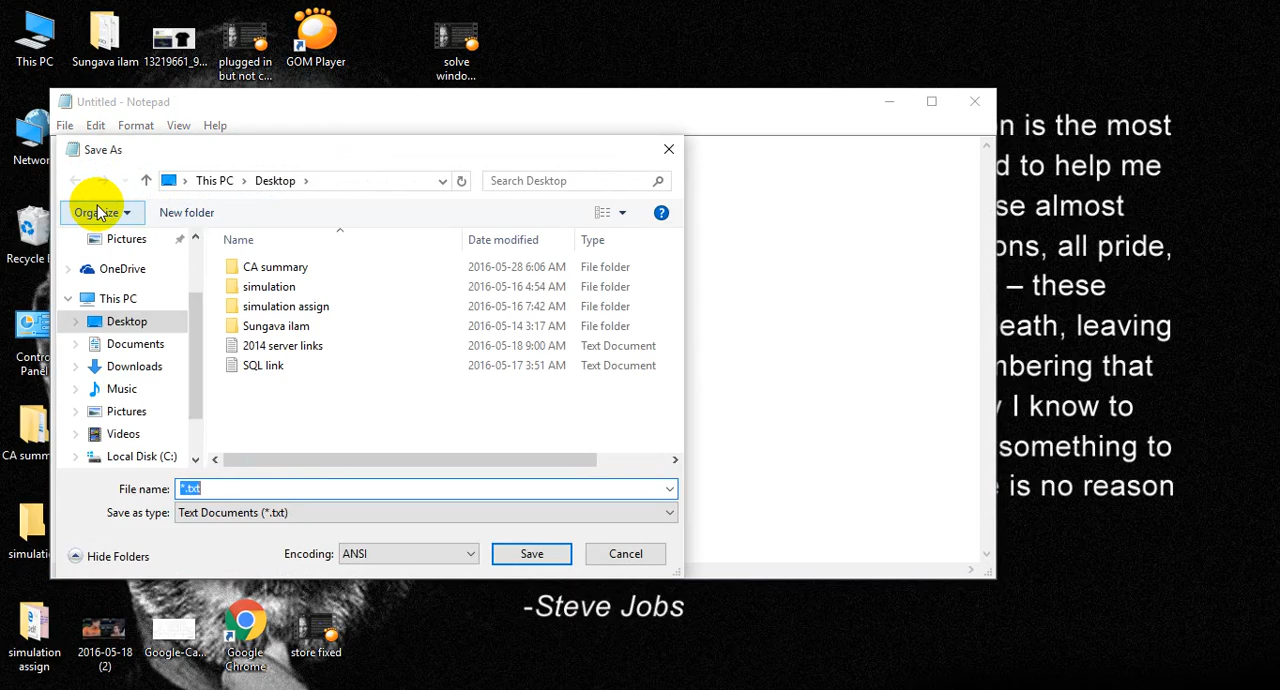 This PC
Sungava ilam
13219661_9...
plugged in
but not c...
GOM Player
solve
windo...
Untitled - Notepad
File Edit Format View Help
Save As
This PC > Desktop >
Search Desktop
Organize
New folder
Name
Date modified
Type
Pictures
OneDrive
This PC
Desktop
Documents
Downloads
Music
Pictures
Videos
Local Disk (C:)
CA summary 2016-05-28 6:06 AM File folder
simulation 2016-05-16 4:54 AM File folder
simulation assign 2016-05-16 7:42 AM File folder
Sungava ilam 2016-05-14 3:17 AM File folder
2014 server links 2016-05-18 9:00 AM Text Document
SQL link 2016-05-17 3:51 AM Text Document
File name: *.txt
Save as type: Text Documents (*.txt)
Hide Folders
Encoding: ANSI
Save
Cancel
is the most
to help me
almost
all pride,
– these
leaving
that
I know to
something to
is no reason
-Steve Jobs
Contro
Panel
CA summ
simulation
assign
2016-05-18
(2)
Google-Ca...
Google
Chrome
store fixed